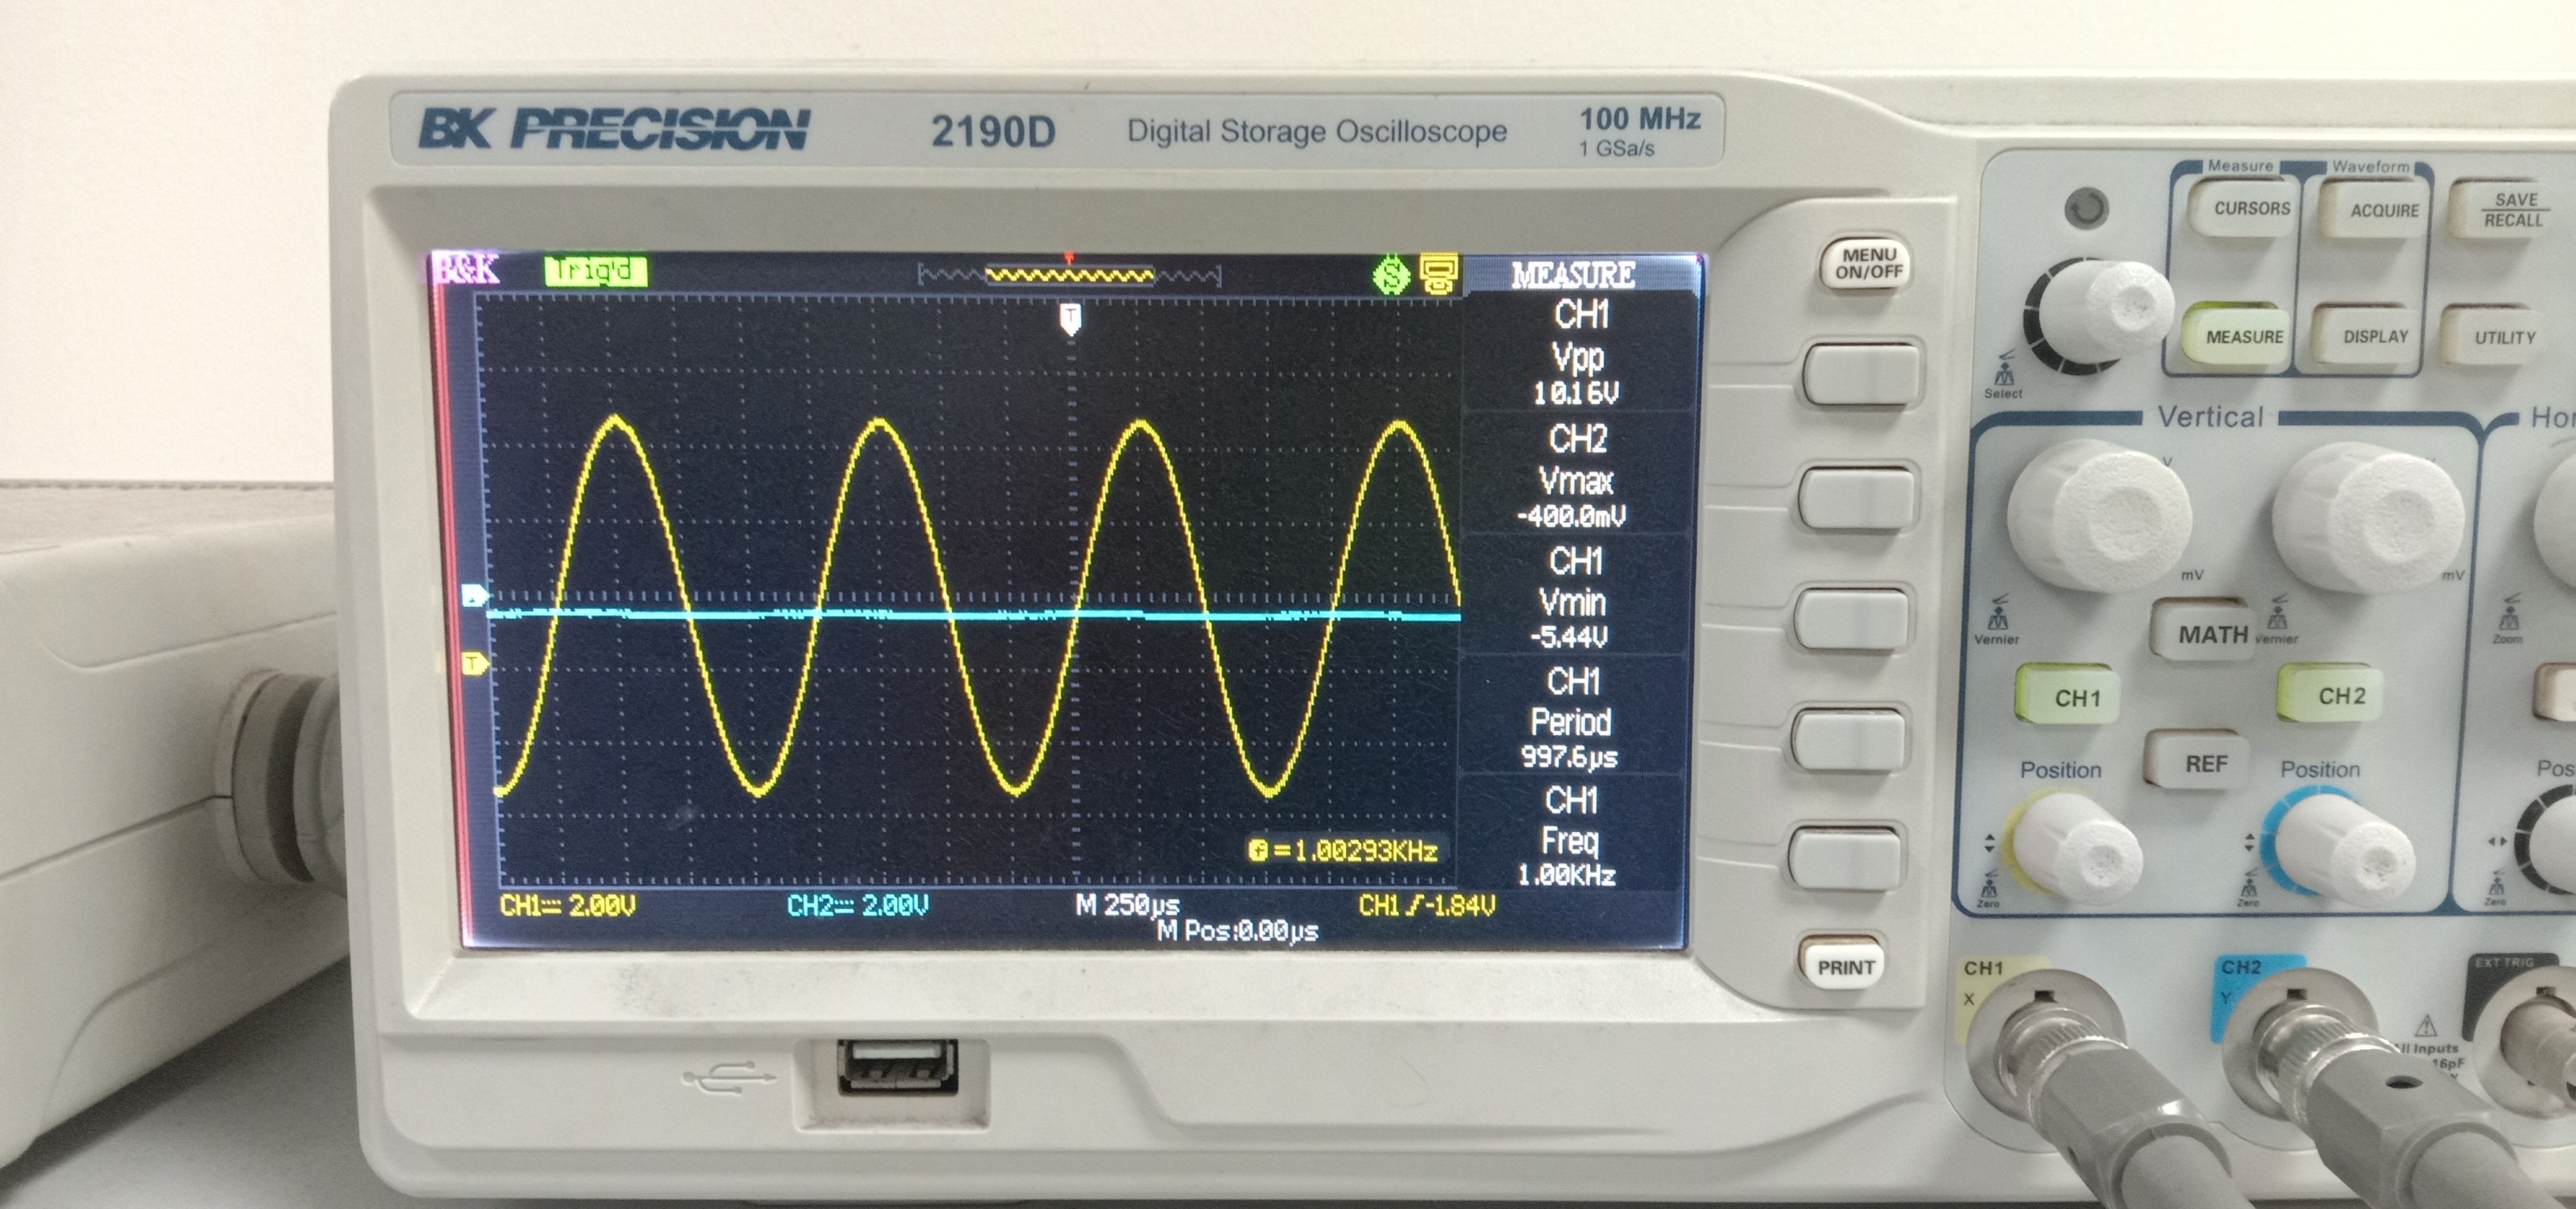 BK PRECISION 2190D Digital Storage Oscilloscope 100 MHz
1 GSa/s
B&K Trig'd T S MEASURE
T
CH1
Vpp
10.16V
CH2
Vmax
-400.0mV
CH1
Vmin
-5.44V
CH1
Period
997.6µs
CH1
Freq
1.00KHz
T
f=1.00293KHz
CH1 2.00V CH2 2.00V M 250µs CH1 -1.84V
M Pos:0.00µs
MENU
ON/OFF
PRINT
Measure Waveform
CURSORS ACQUIRE SAVE
RECALL
MEASURE DISPLAY UTILITY
Select
Vertical
V
mV mV
Vernier MATH Vernier Zoom
CH1 CH2
REF
Position Position
Zero Zero Zero
CH1 CH2 EXT TRIG
X Y
Inputs
16pF